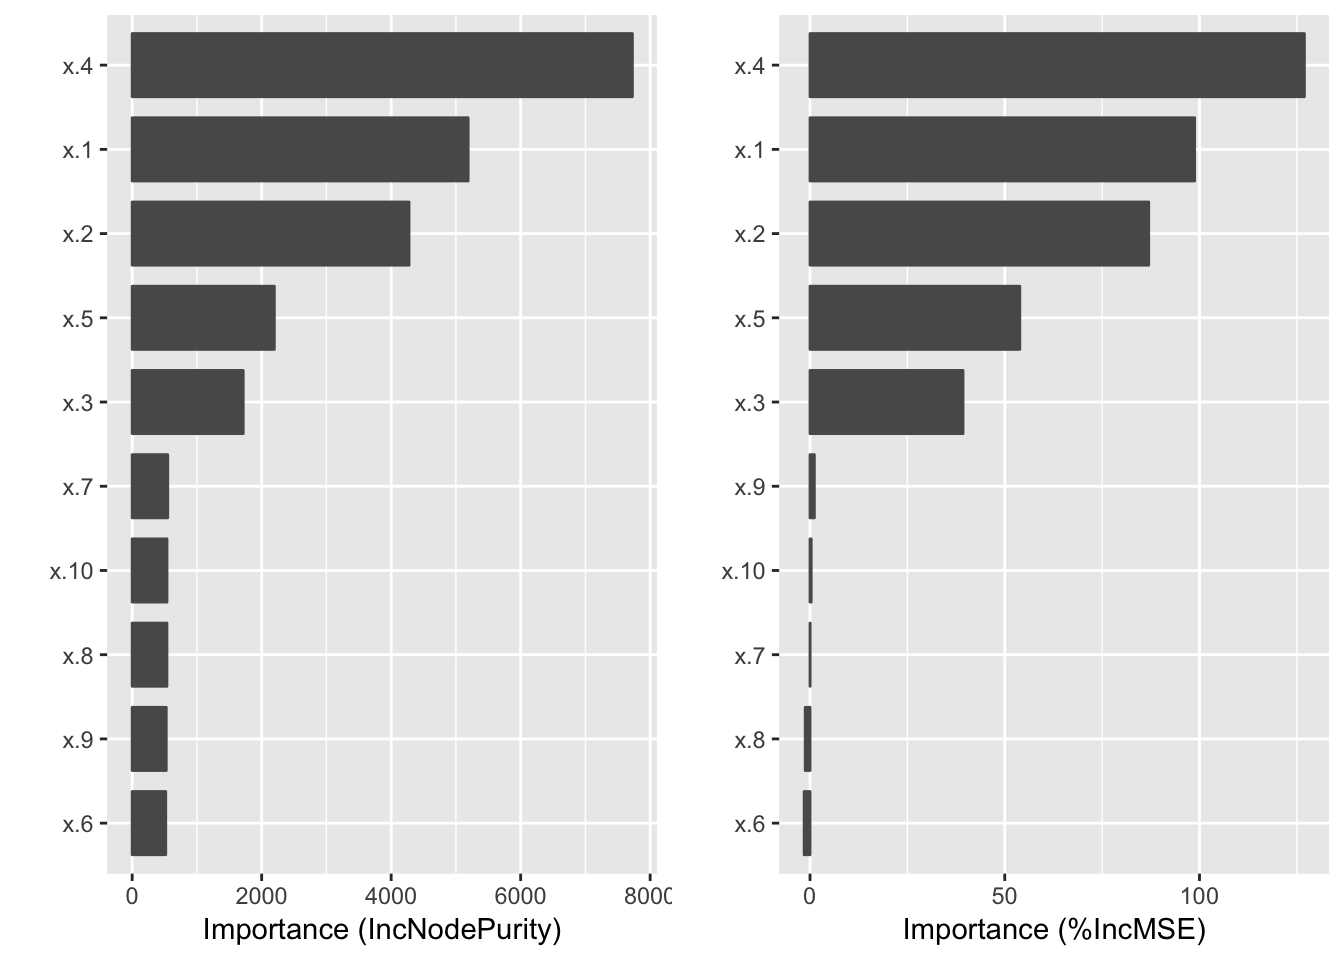 x.4
x.1
x.2
x.5
x.3
x.7
x.10
x.8
x.9
x.6
0 2000 4000 6000 8000
Importance (IncNodePurity)
x.4
x.1
x.2
x.5
x.3
x.9
x.10
x.7
x.8
x.6
0 50 100
Importance (%IncMSE)